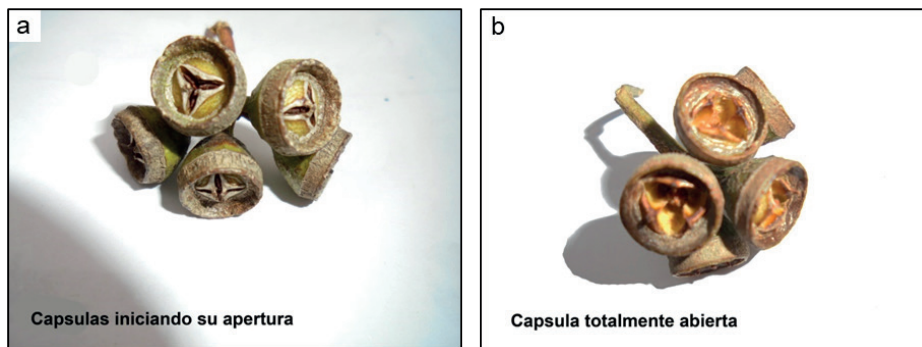 a
Capsulas iniciando su apertura
b
Capsula totalmente abierta